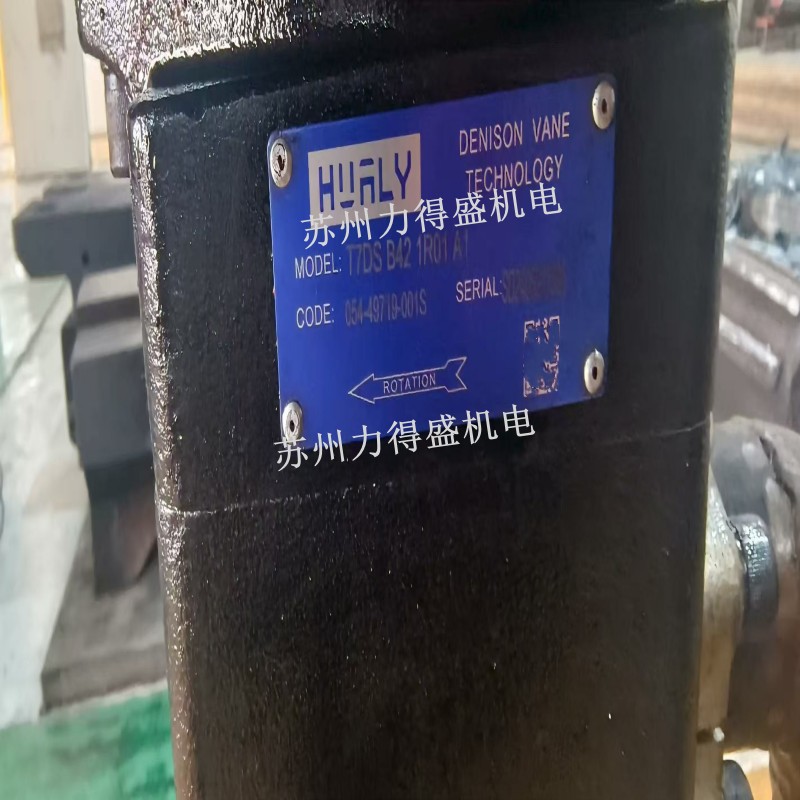 HUALY
DENISON VANE
TECHNOLOGY
苏州力得盛机电
MODEL: T7DS B42 1R01 A1
CODE: 054-49719-001S
SERIAL:
ROTATION
苏州力得盛机电